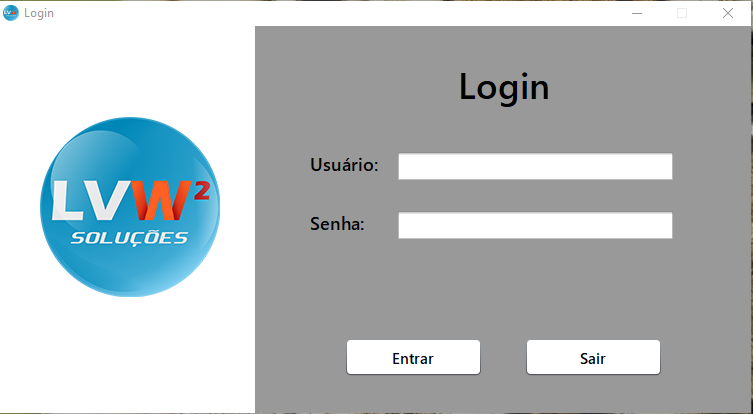 Login
LVW²
SOLUÇÕES
Login
Usuário:
Senha:
Entrar
Sair